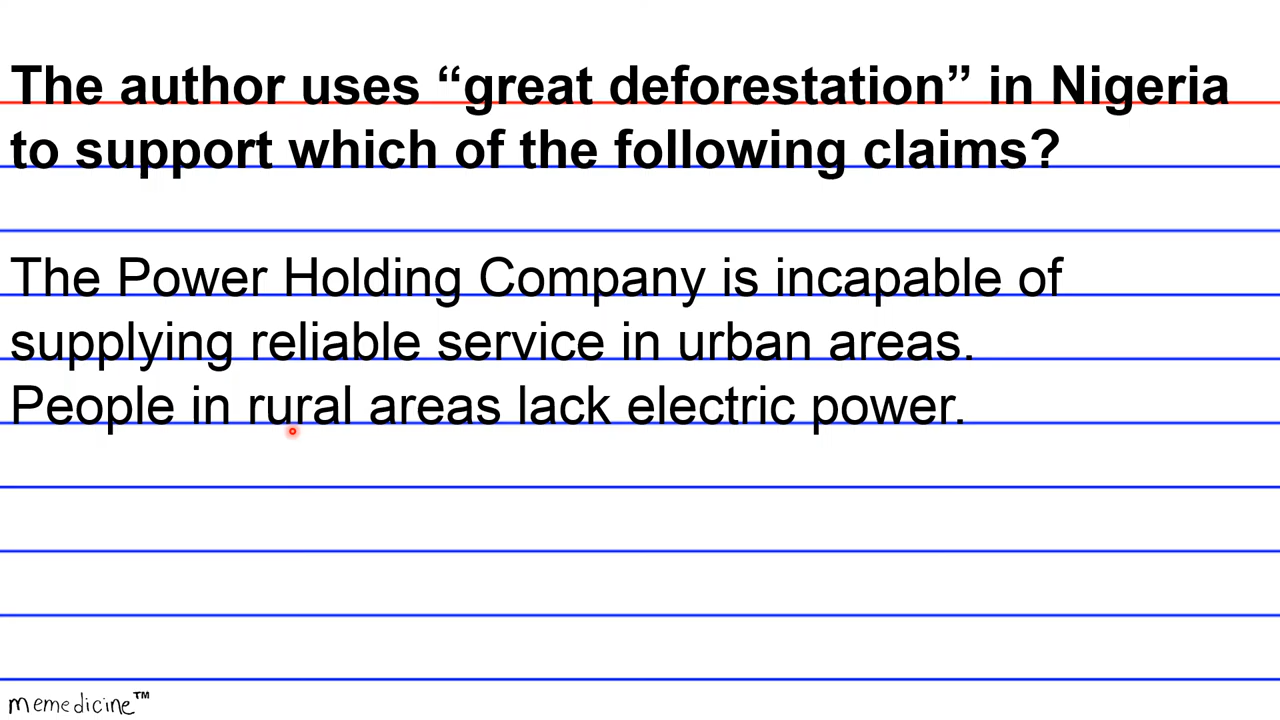 The author uses “great deforestation” in Nigeria
to support which of the following claims?
The Power Holding Company is incapable of
supplying reliable service in urban areas.
People in rural areas lack electric power.
memedicine™